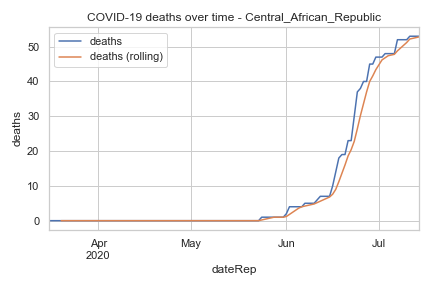 COVID-19 deaths over time - Central_African_Republic
deaths
deaths (rolling)
deaths
50
40
30
20
10
0
Apr
2020
May
Jun
Jul
dateRep